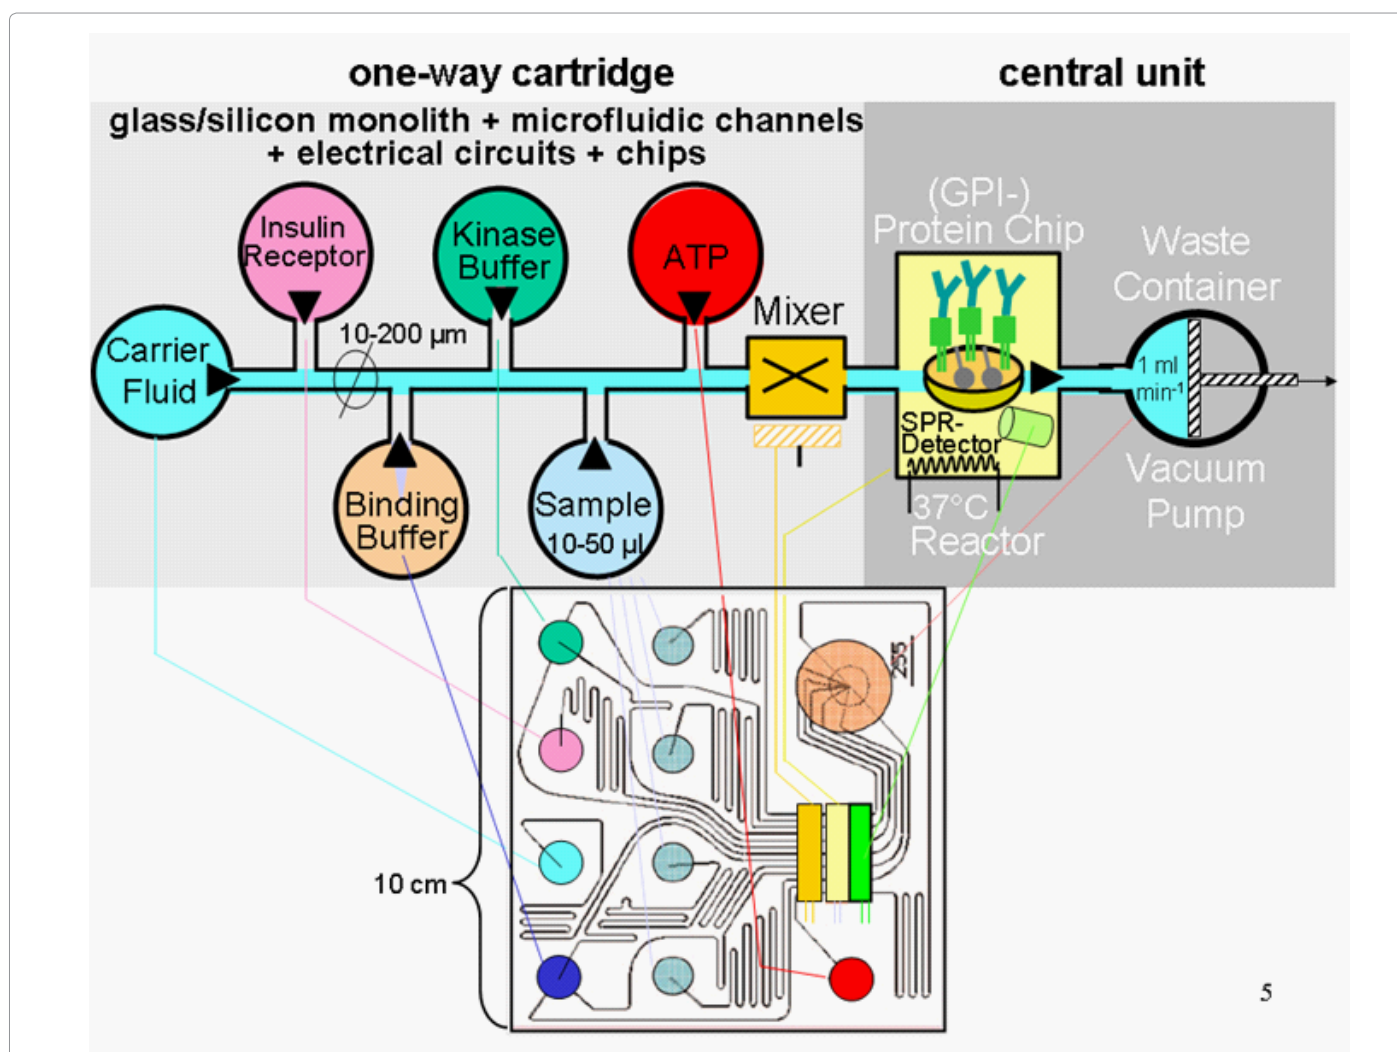 one-way cartridge
central unit
glass/silicon monolith + microfluidic channels
+ electrical circuits + chips
Insulin
Receptor
Kinase
Buffer
ATP
(GPI-)
Protein Chip
Waste
Container
Mixer
10-200 µm
Carrier
Fluid
1 ml
min⁻¹
SPR-
Detector
Binding
Buffer
Sample
10-50 µl
37°C
Reactor
Vacuum
Pump
255
10 cm
5